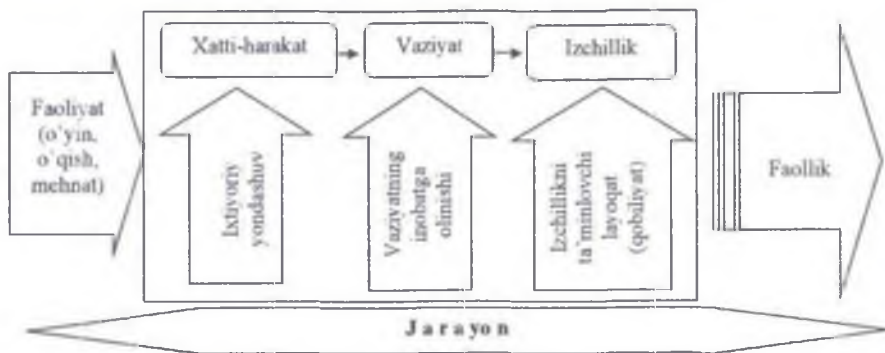 Xatti-harakat
Vaziyat
Izchillik
Faoliyat
(o`yin,
o`qish,
mehnat)
Ixtiyoriy
yondashuv
Vaziyatning
inobatga
olinishi
Izchillikni
ta`minlovchi
layoqat
(qobiliyat)
Faollik
Jarayon